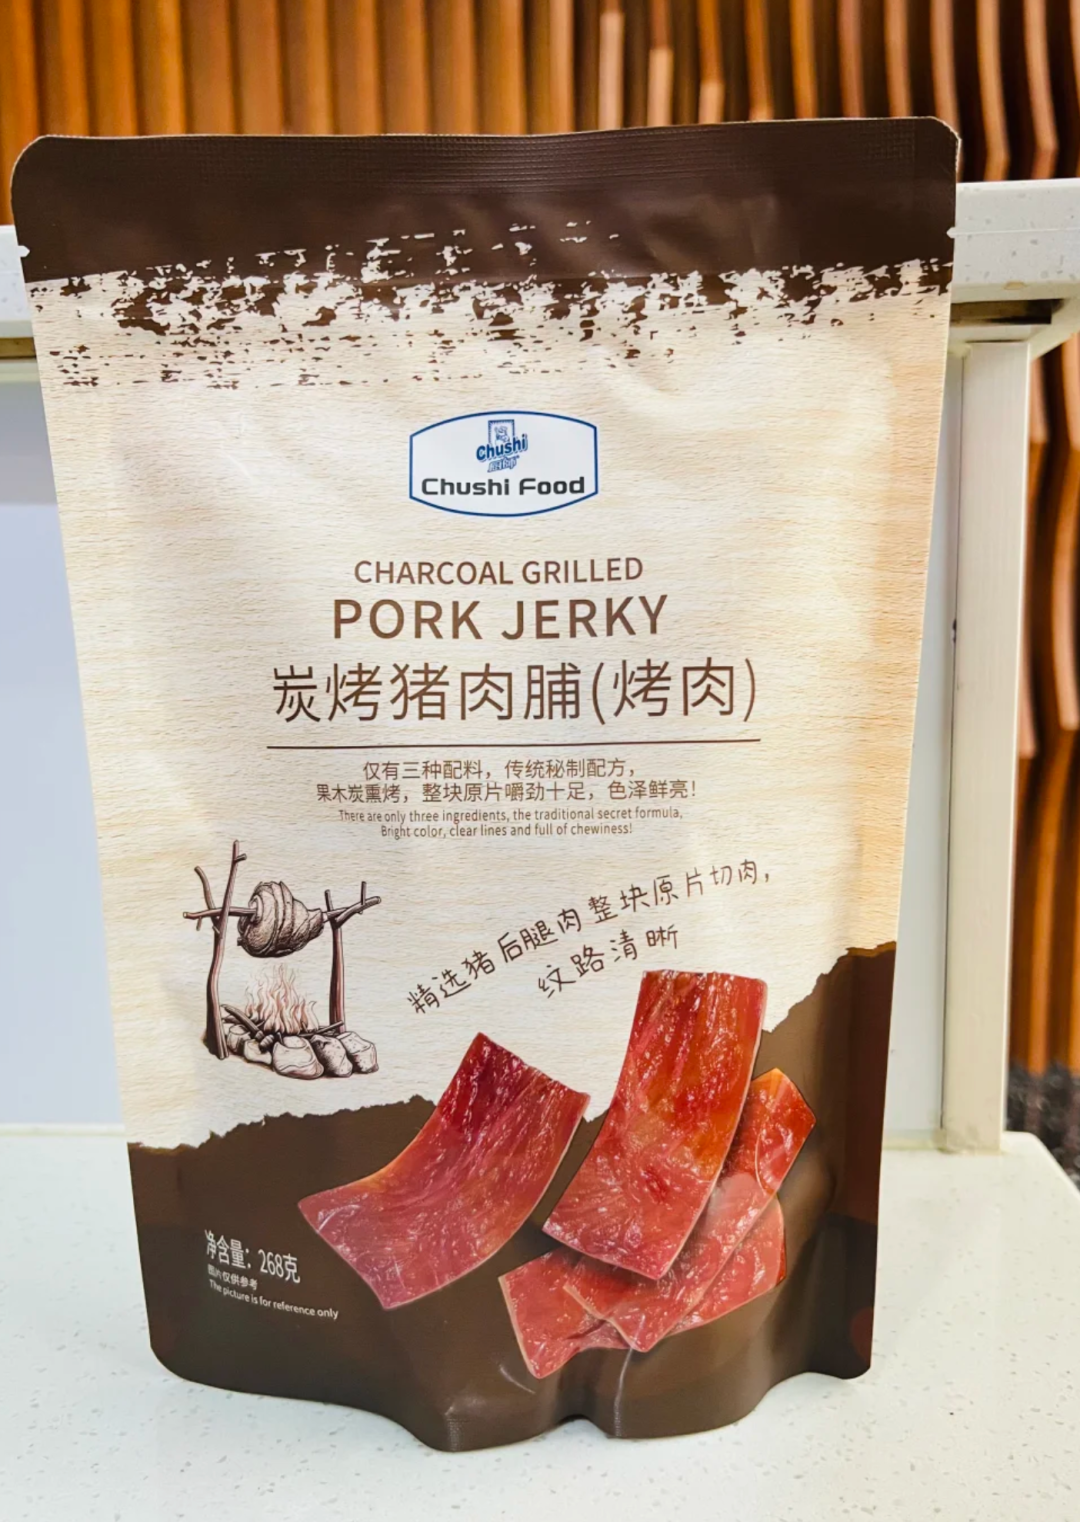 Chushi
Chushi Food
CHARCOAL GRILLED
PORK JERKY
炭烤猪肉脯(烤肉)
仅有三种配料，传统秘制配方，
果木炭熏烤，整块原片嚼劲十足，色泽鲜亮！
There are only three ingredients, the traditional secret formula,
Bright color, clear lines and full of chewiness!
精选猪后腿肉整块原片切肉，
纹路清晰
净含量：268克
图片仅供参考
The picture is for reference only